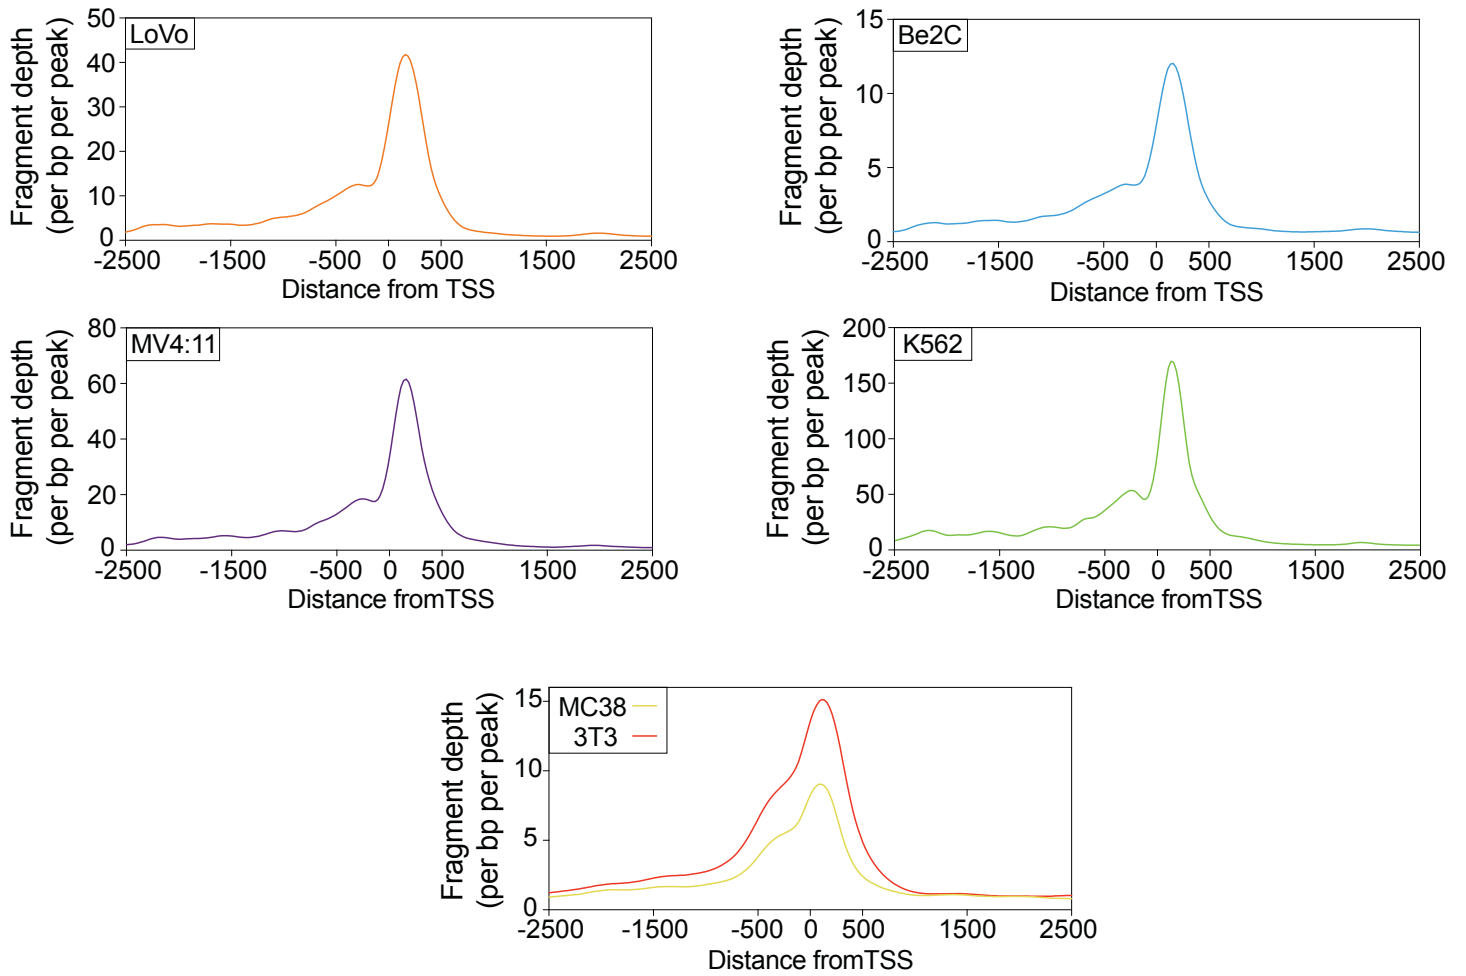 LoVo
Fragment depth
(per bp per peak)
50
40
30
20
10
0
-2500 -1500 -500 0 500 1500 2500
Distance from TSS
Be2C
Fragment depth
(per bp per peak)
15
10
5
0
-2500 -1500 -500 0 500 1500 2500
Distance from TSS
MV4:11
Fragment depth
(per bp per peak)
80
60
40
20
0
-2500 -1500 -500 0 500 1500 2500
Distance fromTSS
K562
Fragment depth
(per bp per peak)
200
150
100
50
0
-2500 -1500 -500 0 500 1500 2500
Distance fromTSS
MC38
3T3
Fragment depth
(per bp per peak)
15
10
5
0
-2500 -1500 -500 0 500 1500 2500
Distance fromTSS